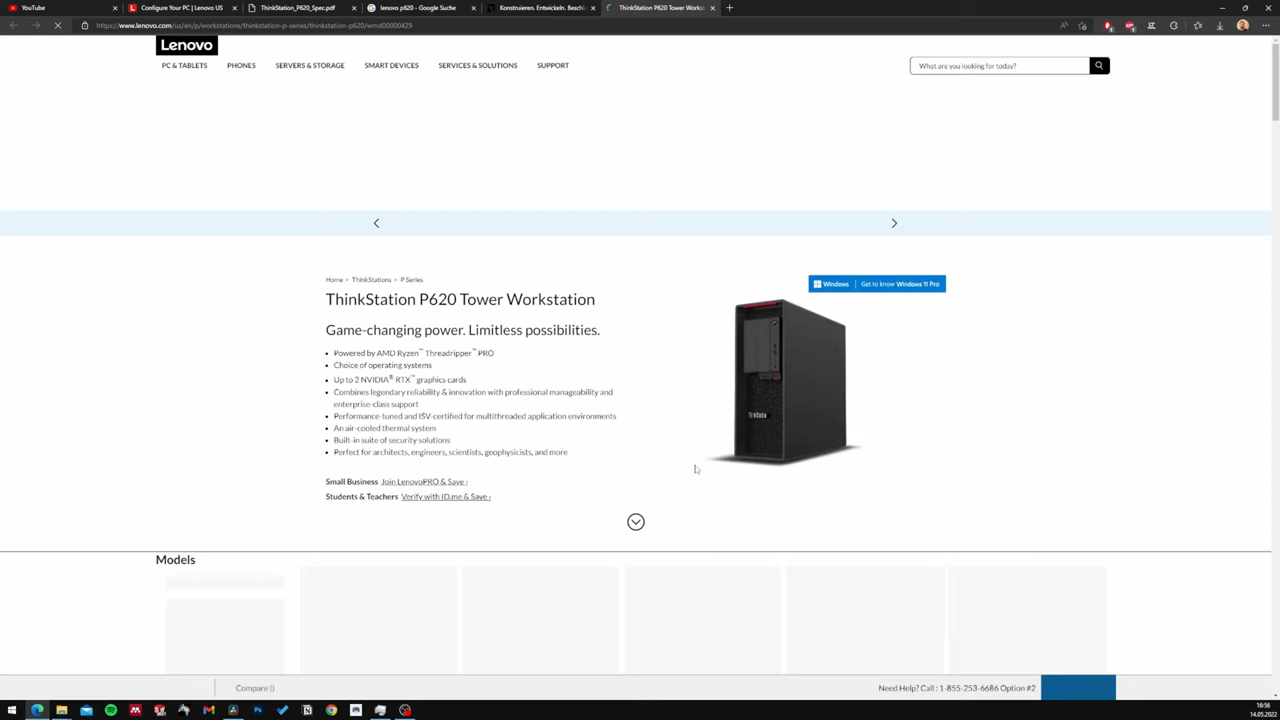 YouTube
Configure Your PC | Lenovo US
ThinkStation_P620_Spec.pdf
lenovo p620 - Google Suche
Konstruieren. Entwickeln. Beschl
ThinkStation P620 Tower Workst
https://www.lenovo.com/us/en/p/workstations/thinkstation-p-series/thinkstation-p620/wmd00000429
Lenovo
PC & TABLETS
PHONES
SERVERS & STORAGE
SMART DEVICES
SERVICES & SOLUTIONS
SUPPORT
What are you looking for today?
Home > ThinkStations > P Series
Windows | Get to know Windows 11 Pro
ThinkStation P620 Tower Workstation
Game-changing power. Limitless possibilities.
• Powered by AMD Ryzen™ Threadripper™ PRO
• Choice of operating systems
• Up to 2 NVIDIA® RTX™ graphics cards
• Combines legendary reliability & innovation with professional manageability and
enterprise-class support
• Performance-tuned and ISV-certified for multithreaded application environments
• An air-cooled thermal system
• Built-in suite of security solutions
• Perfect for architects, engineers, scientists, geophysicists, and more
Small Business Join LenovoPRO & Save ›
Students & Teachers Verify with ID.me & Save ›
Models
Compare ()
Need Help? Call : 1-855-253-6686 Option #2
16:56
14.05.2022